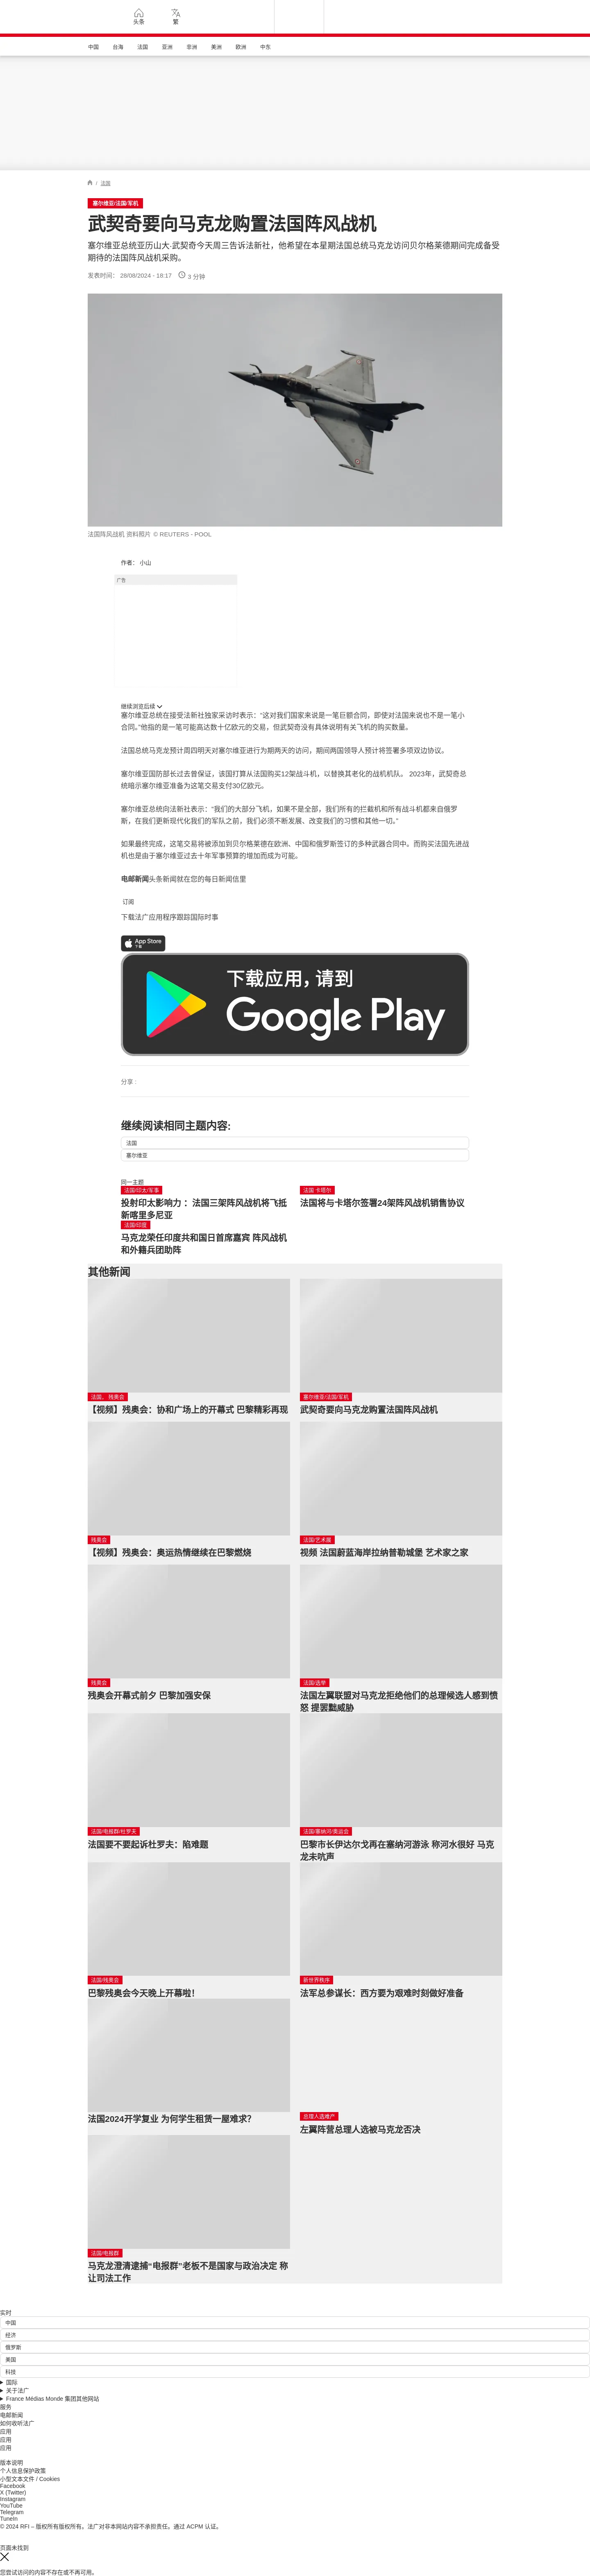 头条
繁
中国 台海 法国 亚洲 非洲 美洲 欧洲 中东
/ 法国
塞尔维亚/法国/军机
武契奇要向马克龙购置法国阵风战机
塞尔维亚总统亚历山大·武契奇今天周三告诉法新社，他希望在本星期法国总统马克龙访问贝尔格莱德期间完成备受
期待的法国阵风战机采购。
发表时间： 28/08/2024 - 18:17 3 分钟
法国阵风战机 资料照片 © REUTERS - POOL
作者： 小山
广告
继续浏览后续
塞尔维亚总统在接受法新社独家采访时表示：“这对我们国家来说是一笔巨额合同，即使对法国来说也不是一笔小
合同。”他指的是一笔可能高达数十亿欧元的交易，但武契奇没有具体说明有关飞机的购买数量。
法国总统马克龙预计周四明天对塞尔维亚进行为期两天的访问，期间两国领导人预计将签署多项双边协议。
塞尔维亚国防部长过去曾保证，该国打算从法国购买12架战斗机，以替换其老化的战机机队。 2023年，武契奇总
统暗示塞尔维亚准备为这笔交易支付30亿欧元。
塞尔维亚总统向法新社表示：“我们的大部分飞机，如果不是全部，我们所有的拦截机和所有战斗机都来自俄罗
斯，在我们更新现代化我们的军队之前，我们必须不断发展、改变我们的习惯和其他一切。”
如果最终完成，这笔交易将被添加到贝尔格莱德在欧洲、中国和俄罗斯签订的多种武器合同中。而购买法国先进战
机也是由于塞尔维亚过去十年军事预算的增加而成为可能。
电邮新闻头条新闻就在您的每日新闻信里
订阅
下载法广应用程序跟踪国际时事
App Store
下载
下载应用，请到
Google Play
分享 :
继续阅读相同主题内容:
法国
塞尔维亚
同一主题
法国/印太/军事
投射印太影响力： 法国三架阵风战机将飞抵
新喀里多尼亚
法国 卡塔尔
法国将与卡塔尔签署24架阵风战机销售协议
法国/印度
马克龙荣任印度共和国日首席嘉宾 阵风战机
和外籍兵团助阵
其他新闻
法国、 残奥会
【视频】残奥会：协和广场上的开幕式 巴黎精彩再现
塞尔维亚/法国/军机
武契奇要向马克龙购置法国阵风战机
残奥会
【视频】残奥会：奥运热情继续在巴黎燃烧
法国/艺术展
视频 法国蔚蓝海岸拉纳普勒城堡 艺术家之家
残奥会
残奥会开幕式前夕 巴黎加强安保
法国/选举
法国左翼联盟对马克龙拒绝他们的总理候选人感到愤
怒 提罢黜威胁
法国/电报群/杜罗夫
法国要不要起诉杜罗夫：陷难题
法国/塞纳河/奥运会
巴黎市长伊达尔戈再在塞纳河游泳 称河水很好 马克
龙未吭声
法国/残奥会
巴黎残奥会今天晚上开幕啦！
新世界秩序
法军总参谋长：西方要为艰难时刻做好准备
法国2024开学复业 为何学生租赁一屋难求？
总理人选难产
左翼阵营总理人选被马克龙否决
法国/电报群
马克龙澄清逮捕“电报群”老板不是国家与政治决定 称
让司法工作
实时
中国
经济
俄罗斯
美国
科技
国际
关于法广
France Médias Monde 集团其他网站
服务
电邮新闻
如何收听法广
应用
应用
应用
版本说明
个人信息保护政策
小型文本文件 / Cookies
Facebook
X (Twitter)
Instagram
YouTube
Telegram
TuneIn
© 2024 RFI – 版权所有版权所有。法广对非本网站内容不承担责任。通过 ACPM 认证。
页面未找到
您尝试访问的内容不存在或不再可用。